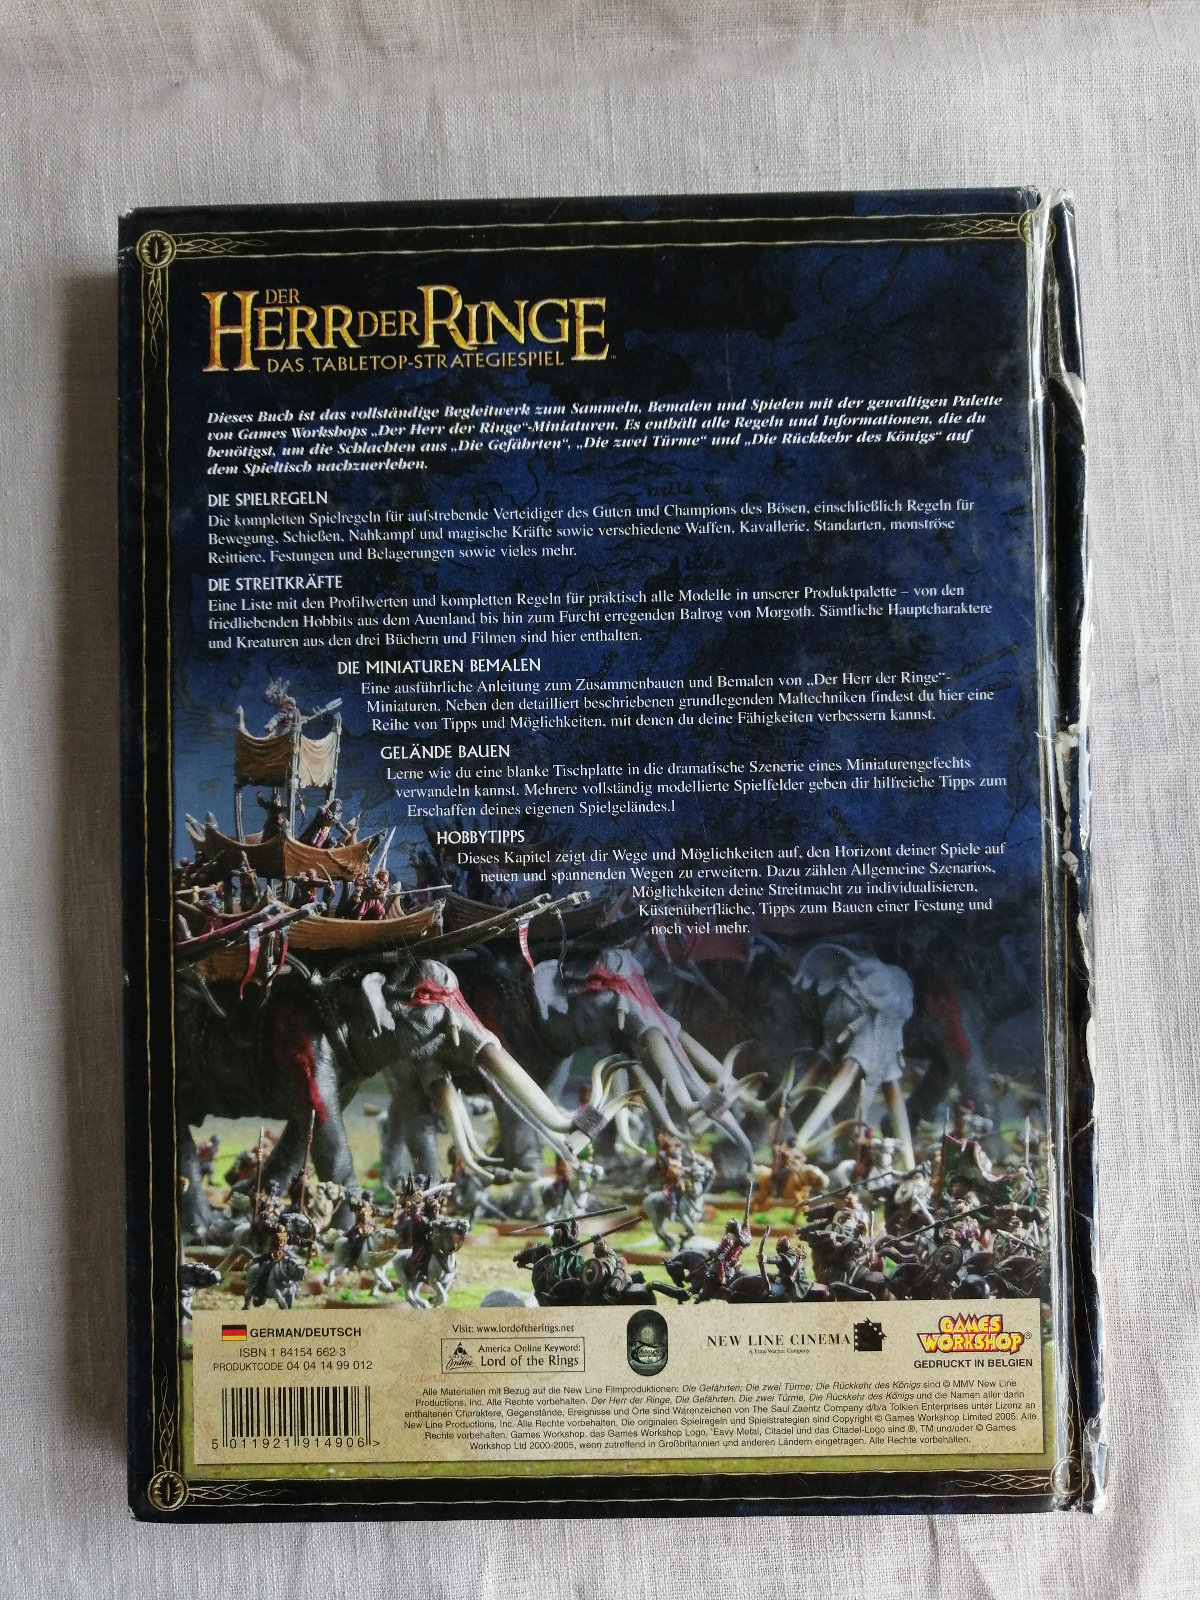 DER
HERR DER RINGE
DAS TABLETOP-STRATEGIESPIEL
Dieses Buch ist das vollständige Begleitwerk zum Sammeln, Bemalen und Spielen mit der gewaltigen Palette
von Games Workshops „Der Herr der Ringe“-Miniaturen. Es enthält alle Regeln und Informationen, die du
benötigst, um die Schlachten aus „Die Gefährten“, „Die zwei Türme“ und „Die Rückkehr des Königs“ auf
dem Spieltisch nachzuerleben.
DIE SPIELREGELN
Die kompletten Spielregeln für aufstrebende Verteidiger des Guten und Champions des Bösen, einschließlich Regeln für
Bewegung, Schießen, Nahkampf und magische Kräfte sowie verschiedene Waffen, Kavallerie, Standarten, monströse
Reittiere, Festungen und Belagerungen sowie vieles mehr.
DIE STREITKRÄFTE
Eine Liste mit den Profilwerten und kompletten Regeln für praktisch alle Modelle in unserer Produktpalette – von den
friedliebenden Hobbits aus dem Auenland bis hin zum Furcht erregenden Balrog von Morgoth. Sämtliche Hauptcharaktere
und Kreaturen aus den drei Büchern und Filmen sind hier enthalten.
DIE MINIATUREN BEMALEN
Eine ausführliche Anleitung zum Zusammenbauen und Bemalen von „Der Herr der Ringe“-
Miniaturen. Neben den detailliert beschriebenen grundlegenden Maltechniken findest du hier eine
Reihe von Tipps und Möglichkeiten, mit denen du deine Fähigkeiten verbessern kannst.
GELÄNDE BAUEN
Lerne wie du eine blanke Tischplatte in die dramatische Szenerie eines Miniaturengefechts
verwandeln kannst. Mehrere vollständig modellierte Spielfelder geben dir hilfreiche Tipps zum
Erschaffen deines eigenen Spielgeländes.l
HOBBYTIPPS
Dieses Kapitel zeigt dir Wege und Möglichkeiten auf, den Horizont deiner Spiele auf
neuen und spannenden Wegen zu erweitern. Dazu zählen Allgemeine Szenarios,
Möglichkeiten deine Streitmacht zu individualisieren,
Küstenüberfläche, Tipps zum Bauen einer Festung und
noch viel mehr.
GERMAN/DEUTSCH
ISBN 1 84154 662 3
PRODUKTCODE 04 04 14 99 012
5 011921 914906 >
Visit: www.lordoftherings.net
America Online Keyword:
Lord of the Rings
NEW LINE CINEMA
A Time Warner Company
GAMES
WORKSHOP®
GEDRUCKT IN BELGIEN
Alle Materialien mit Bezug auf die New Line Filmproduktionen: Die Gefährten; Die zwei Türme; Die Rückkehr des Königs sind © MMV New Line
Productions, Inc. Alle Rechte vorbehalten. Der Herr der Ringe, Die Gefährten, Die zwei Türme, Die Rückkehr des Königs und die Namen aller darin
enthaltenen Charaktere, Gegenstände, Ereignisse und Orte sind Warenzeichen von The Saul Zaentz Company d/b/a Tolkien Enterprises unter Lizenz an
New Line Productions, Inc. Alle Rechte vorbehalten. Die originalen Spielregeln und Spielstrategien sind Copyright © Games Workshop Limited 2005. Alle
Rechte vorbehalten. Games Workshop, das Games Workshop Logo, 'Eavy Metal, Citadel und das Citadel-Logo sind ®, TM und/oder © Games
Workshop Ltd 2000-2005, wenn zutreffend in Großbritannien und anderen Ländern eingetragen. Alle Rechte vorbehalten.